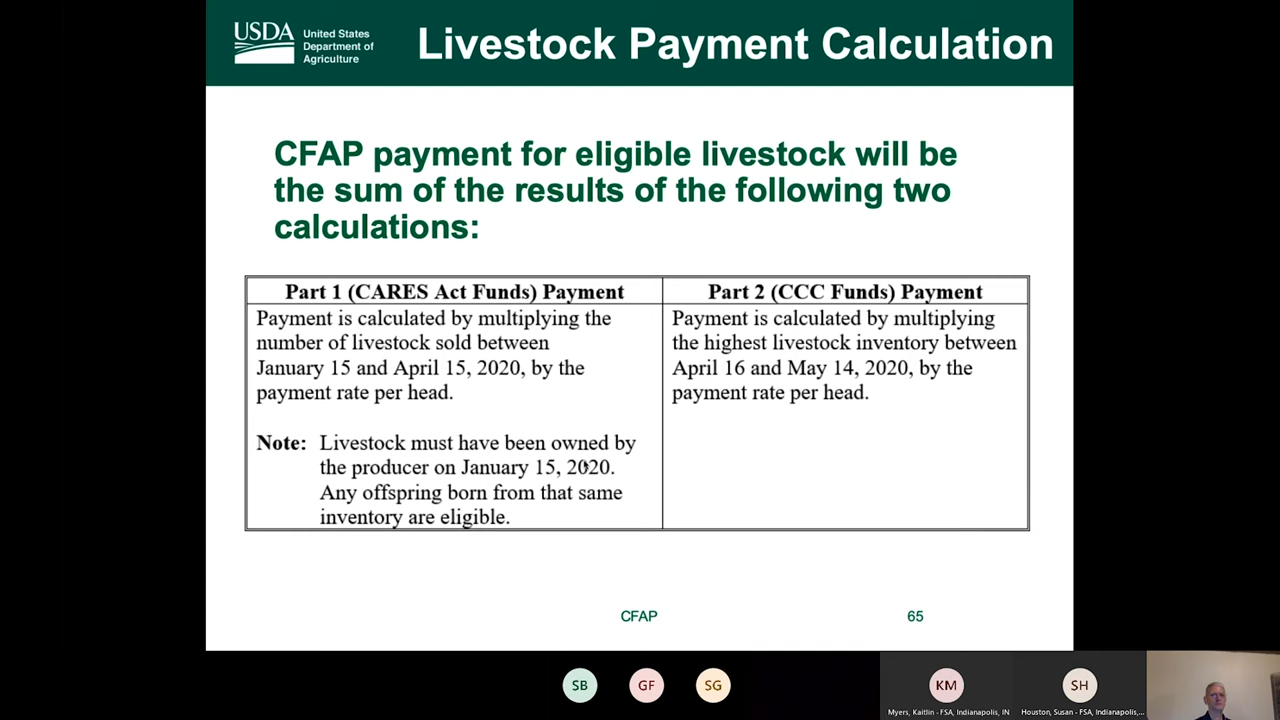 USDA
United States
Department of
Agriculture
Livestock Payment Calculation
CFAP payment for eligible livestock will be
the sum of the results of the following two
calculations:
Part 1 (CARES Act Funds) Payment
Payment is calculated by multiplying the
number of livestock sold between
January 15 and April 15, 2020, by the
payment rate per head.
Note: Livestock must have been owned by
the producer on January 15, 2020.
Any offspring born from that same
inventory are eligible.
Part 2 (CCC Funds) Payment
Payment is calculated by multiplying
the highest livestock inventory between
April 16 and May 14, 2020, by the
payment rate per head.
CFAP
65
SB
GF
SG
KM
Myers, Kaitlin - FSA, Indianapolis, IN
SH
Houston, Susan - FSA, Indianapolis,...